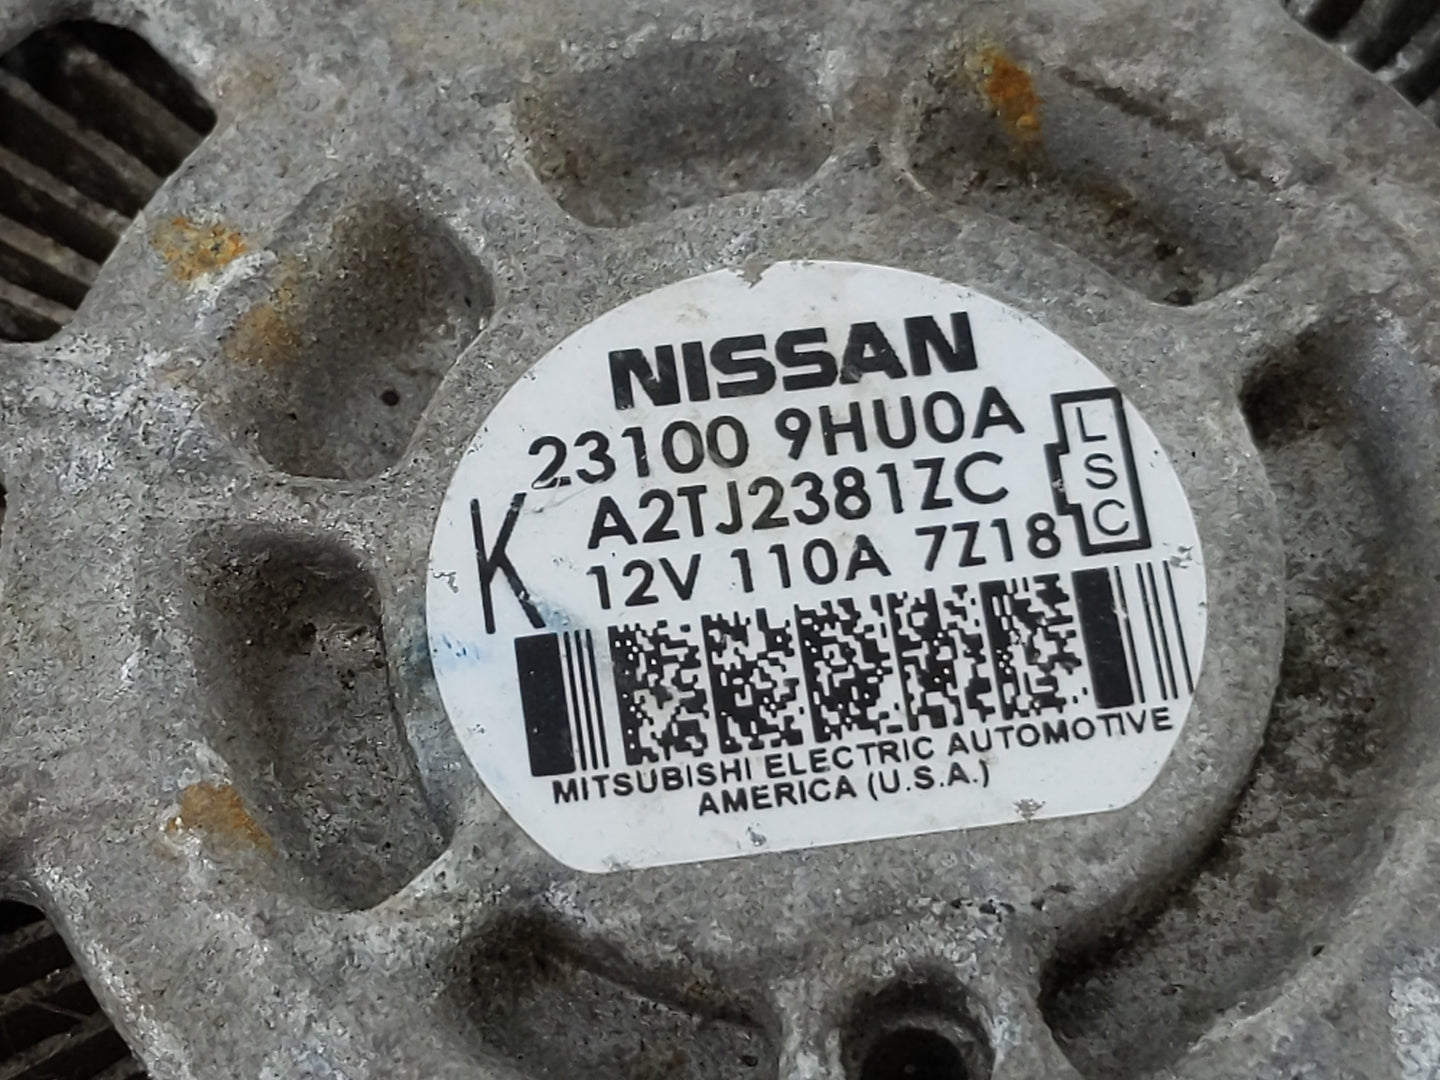 NISSAN
23100 9HU0A
K
A2TJ2381ZC
12V 110A 7Z18
L
S
C
MITSUBISHI ELECTRIC AUTOMOTIVE
AMERICA (U.S.A.)